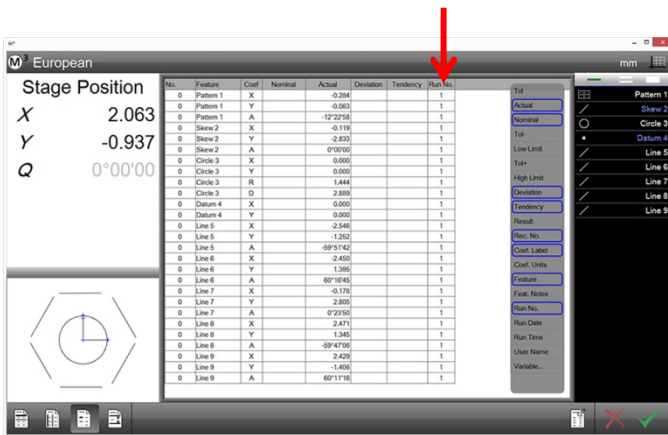 M³
M³ European mm
Stage Position
X 2.063
Y -0.937
Q 0°00'00
No. Feature Coef Nominal Actual Deviation Tendency Run No.
0 Pattern 1 X -0.284 1
0 Pattern 1 Y -0.063 1
0 Pattern 1 A -12°22'58 1
0 Skew 2 X -0.119 1
0 Skew 2 Y -2.833 1
0 Skew 2 A 0°00'00 1
0 Circle 3 X 0.000 1
0 Circle 3 Y 0.000 1
0 Circle 3 R 1.444 1
0 Circle 3 D 2.889 1
0 Datum 4 X 0.000 1
0 Datum 4 Y 0.000 1
0 Line 5 X -2.546 1
0 Line 5 Y -1.252 1
0 Line 5 A -59°51'42 1
0 Line 6 X -2.450 1
0 Line 6 Y 1.395 1
0 Line 6 A 60°16'45 1
0 Line 7 X -0.178 1
0 Line 7 Y 2.805 1
0 Line 7 A 0°23'50 1
0 Line 8 X 2.471 1
0 Line 8 Y 1.345 1
0 Line 8 A -59°47'06 1
0 Line 9 X 2.429 1
0 Line 9 Y -1.406 1
0 Line 9 A 60°11'16 1
Tol
Actual
Nominal
Tol-
Low Limit
Tol+
High Limit
Deviation
Tendency
Result
Rec. No.
Coef. Label
Coef. Units
Feature
Feat. Notes
Run No.
Run Date
Run Time
User Name
Variable...
Pattern 1
Skew 2
Circle 3
Datum 4
Line 5
Line 6
Line 7
Line 8
Line 9